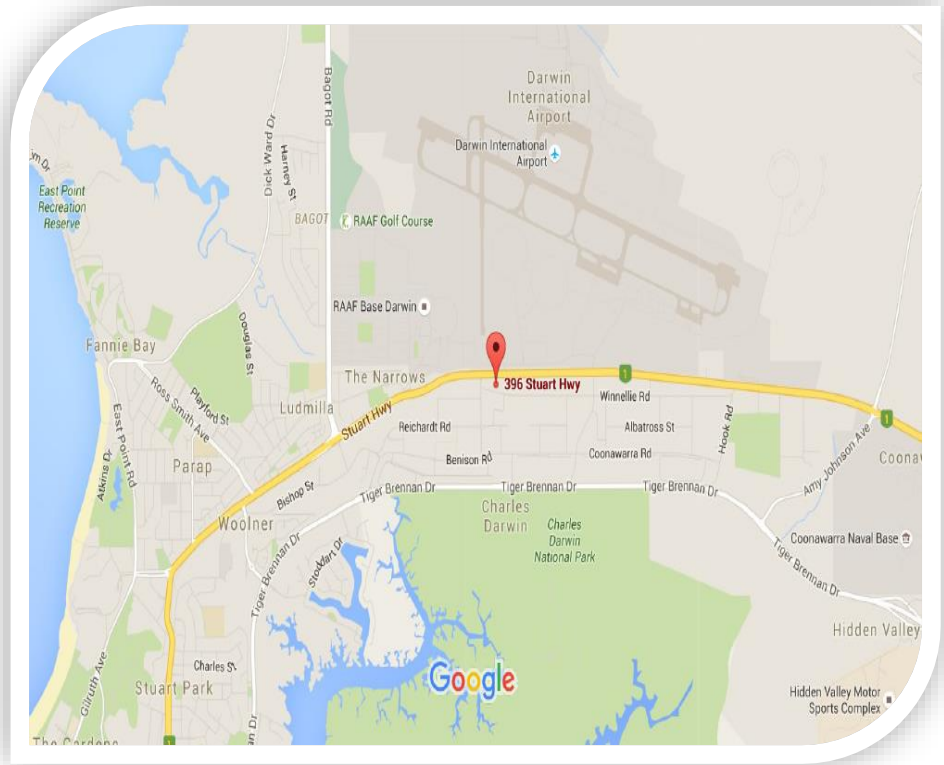 Darwin
International
Airport
Darwin International
Airport
Bagot Rd
Dick Ward Dr
Harney St
East Point
Recreation
Reserve
BAGOT
RAAF Golf Course
RAAF Base Darwin
Douglas St
Fannie Bay
The Narrows
396 Stuart Hwy
1
Winnellie Rd
Ross Smith Ave
Playford St
Ludmilla
Stuart Hwy
Reichardt Rd
Albatross St
Hook Rd
1
East Point Rd
Atkins Dr
Parap
Benison Rd
Coonawarra Rd
Amy Johnson Ave
Bishop St
Tiger Brennan Dr
Tiger Brennan Dr
Tiger Brennan Dr
Woolner
Charles
Darwin
Charles
Darwin
National Park
Coonawarra Naval Base
Tiger Brennan Dr
Stoddart Dr
Tiger Brennan Dr
Hidden Valley
Charles St
Google
Stuart Park
Gilruth Ave
Hidden Valley Motor
Sports Complex
The Gardens
1